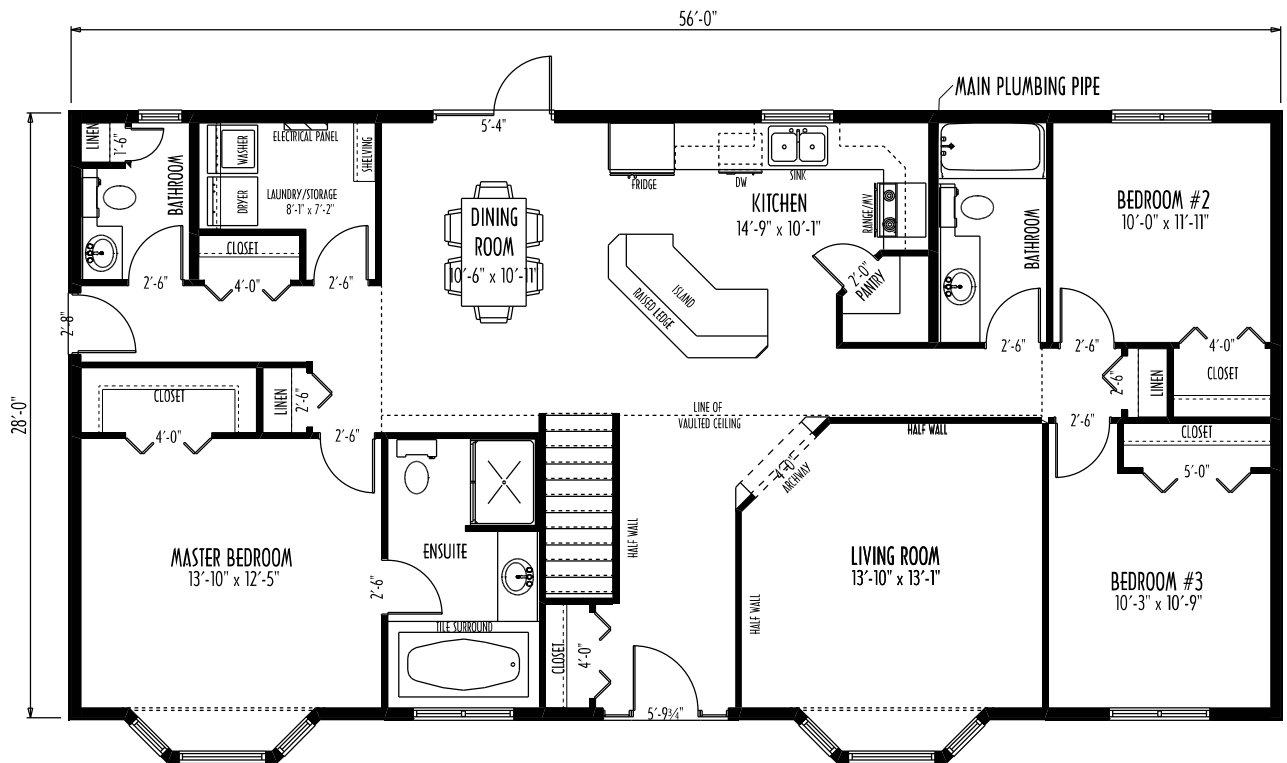 56'-0"
MAIN PLUMBING PIPE
28'-0"
LINEN
1'-6"
BATHROOM
WASHER
DRYER
ELECTRICAL PANEL
SHELVING
LAUNDRY/STORAGE
8'-1" x 7'-2"
CLOSET
2'-6"
4'-0"
2'-6"
2'-8"
5'-4"
DINING
ROOM
10'-6" x 10'-11"
FRIDGE
DW
SINK
KITCHEN
14'-9" x 10'-1"
RANGE/MV
ISLAND
RAISED LEDGE
2'-0"
PANTRY
BATHROOM
2'-6"
BEDROOM #2
10'-0" x 11'-11"
2'-6"
4'-0"
CLOSET
2'-6"
LINEN
CLOSET
4'-0"
LINEN
2'-6"
2'-6"
LINE OF
VAULTED CEILING
HALF WALL
4'-0"
ARCHWAY
2'-6"
CLOSET
5'-0"
MASTER BEDROOM
13'-10" x 12'-5"
ENSUITE
2'-6"
TILE SURROUND
HALF WALL
CLOSET
4'-0"
5'-9¾"
HALF WALL
LIVING ROOM
13'-10" x 13'-1"
BEDROOM #3
10'-3" x 10'-9"